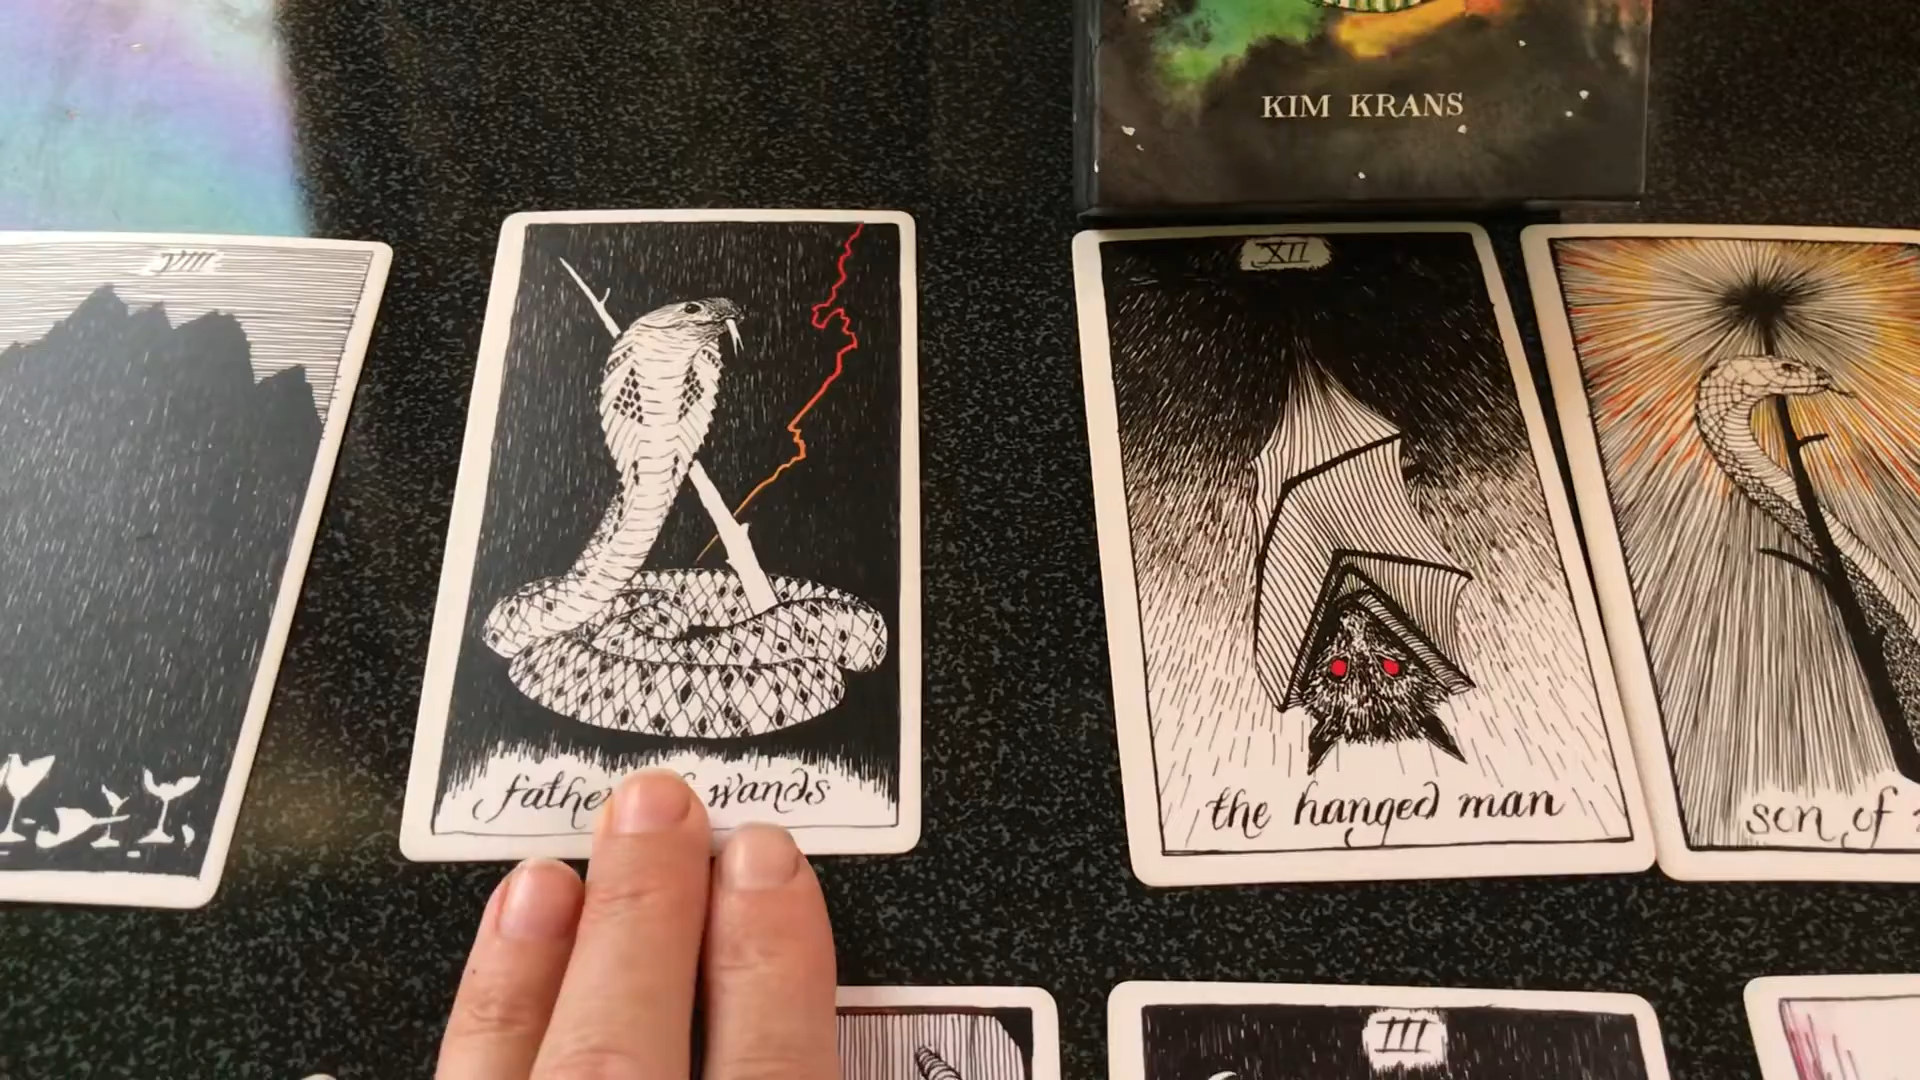 KIM KRANS
VIII
XII
father of wands
the hanged man
son of
III